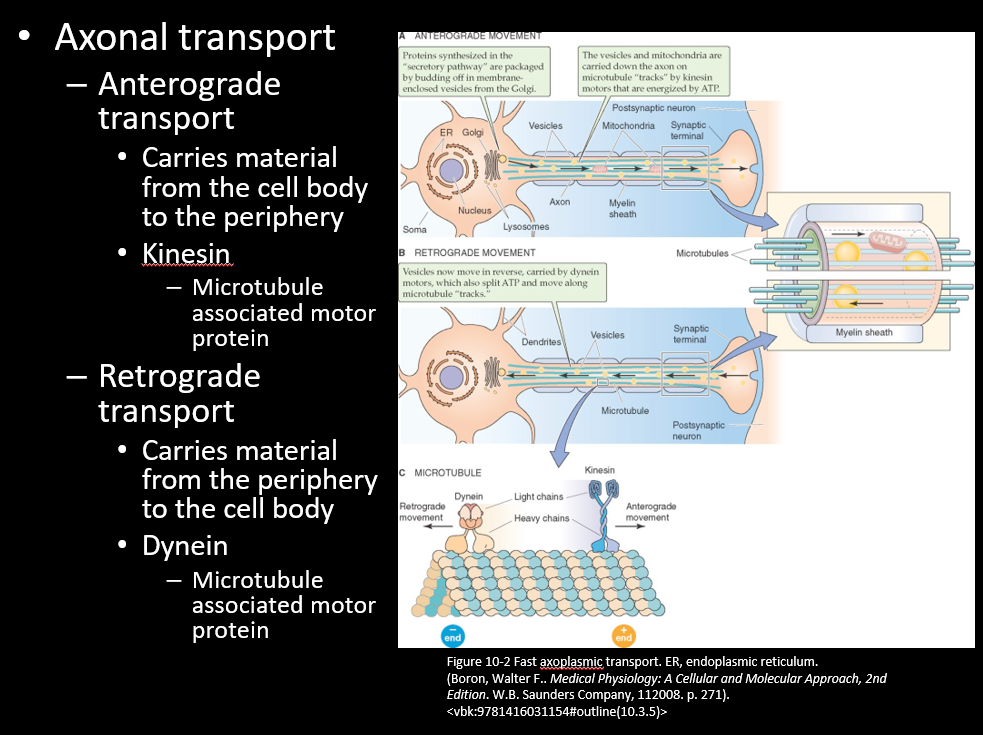 • Axonal transport
– Anterograde
transport
• Carries material
from the cell body
to the periphery
• Kinesin
– Microtubule
associated motor
protein
– Retrograde
transport
• Carries material
from the periphery
to the cell body
• Dynein
– Microtubule
associated motor
protein
A ANTEROGRADE MOVEMENT
Proteins synthesized in the
"secretory pathway" are packaged
by budding off in membrane-
enclosed vesicles from the Golgi.
The vesicles and mitochondria are
carried down the axon on
microtubule "tracks" by kinesin
motors that are energized by ATP.
Postsynaptic neuron
ER Golgi
Vesicles
Mitochondria
Synaptic
terminal
Nucleus
Axon
Myelin
sheath
Soma
Lysosomes
B RETROGRADE MOVEMENT
Microtubules
Vesicles now move in reverse, carried by dynein
motors, which also split ATP and move along
microtubule "tracks."
Dendrites
Vesicles
Synaptic
terminal
Myelin sheath
Microtubule
Postsynaptic
neuron
C MICROTUBULE
Kinesin
Dynein
Light chains
Retrograde
movement
Heavy chains
Anterograde
movement
–
end
+
end
Figure 10-2 Fast axoplasmic transport. ER, endoplasmic reticulum.
(Boron, Walter F.. Medical Physiology: A Cellular and Molecular Approach, 2nd
Edition. W.B. Saunders Company, 112008. p. 271).
<vbk:9781416031154#outline(10.3.5)>